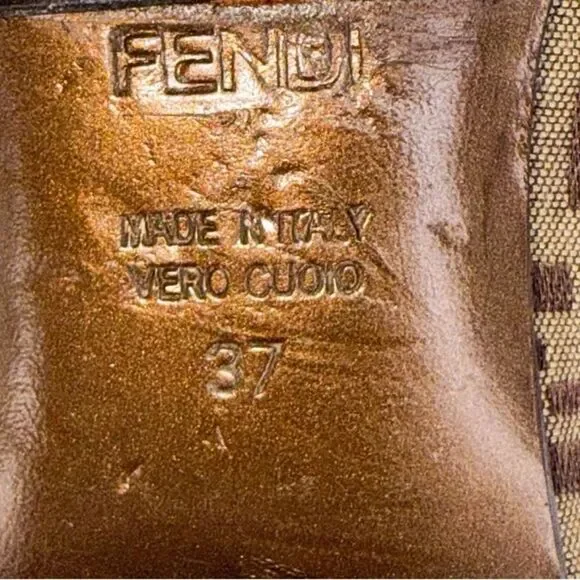 FENDI
MADE IN ITALY
VERO CUOIO
37